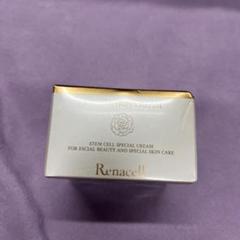 STEM CELL SPECIAL CREAM
FOR FACIAL BEAUTY AND SPECIAL SKIN CARE
Renacell